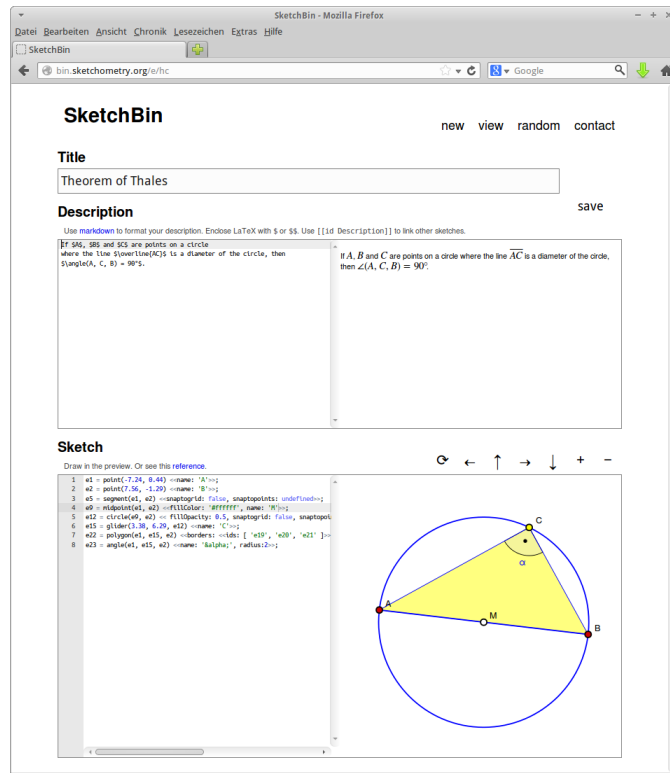 SketchBin - Mozilla Firefox
Datei Bearbeiten Ansicht Chronik Lesezeichen Extras Hilfe
SketchBin
bin.sketchometry.org/e/hc
Google
SketchBin
new view random contact
Title
Theorem of Thales
save
Description
Use markdown to format your description. Enclose LaTeX with $ or $$. Use [[id Description]] to link other sketches.
If $A$, $B$ and $C$ are points on a circle
where the line $\overline{AC}$ is a diameter of the circle, then
$\angle(A, C, B) = 90°$.
If A, B and C are points on a circle where the line AC is a diameter of the circle,
then ∠(A, C, B) = 90°.
Sketch
Draw in the preview. Or see this reference.
⟳ ← ↑ → ↓ + −
1 e1 = point(-7.24, 0.44) <<name: 'A'>>;
2 e2 = point(7.56, -1.29) <<name: 'B'>>;
3 e5 = segment(e1, e2) <<snaptogrid: false, snaptopoints: undefined>>;
4 e9 = midpoint(e1, e2) <<fillColor: '#ffffff', name: 'M'>>;
5 e12 = circle(e9, e2) << fillOpacity: 0.5, snaptogrid: false, snaptopoi
6 e15 = glider(3.38, 6.29, e12) <<name: 'C'>>;
7 e22 = polygon(e1, e15, e2) <<borders: <<ids: [ 'e19', 'e20', 'e21' ]>>
8 e23 = angle(e1, e15, e2) <<name: '&alpha;', radius:2>>;
C
α
A
M
B